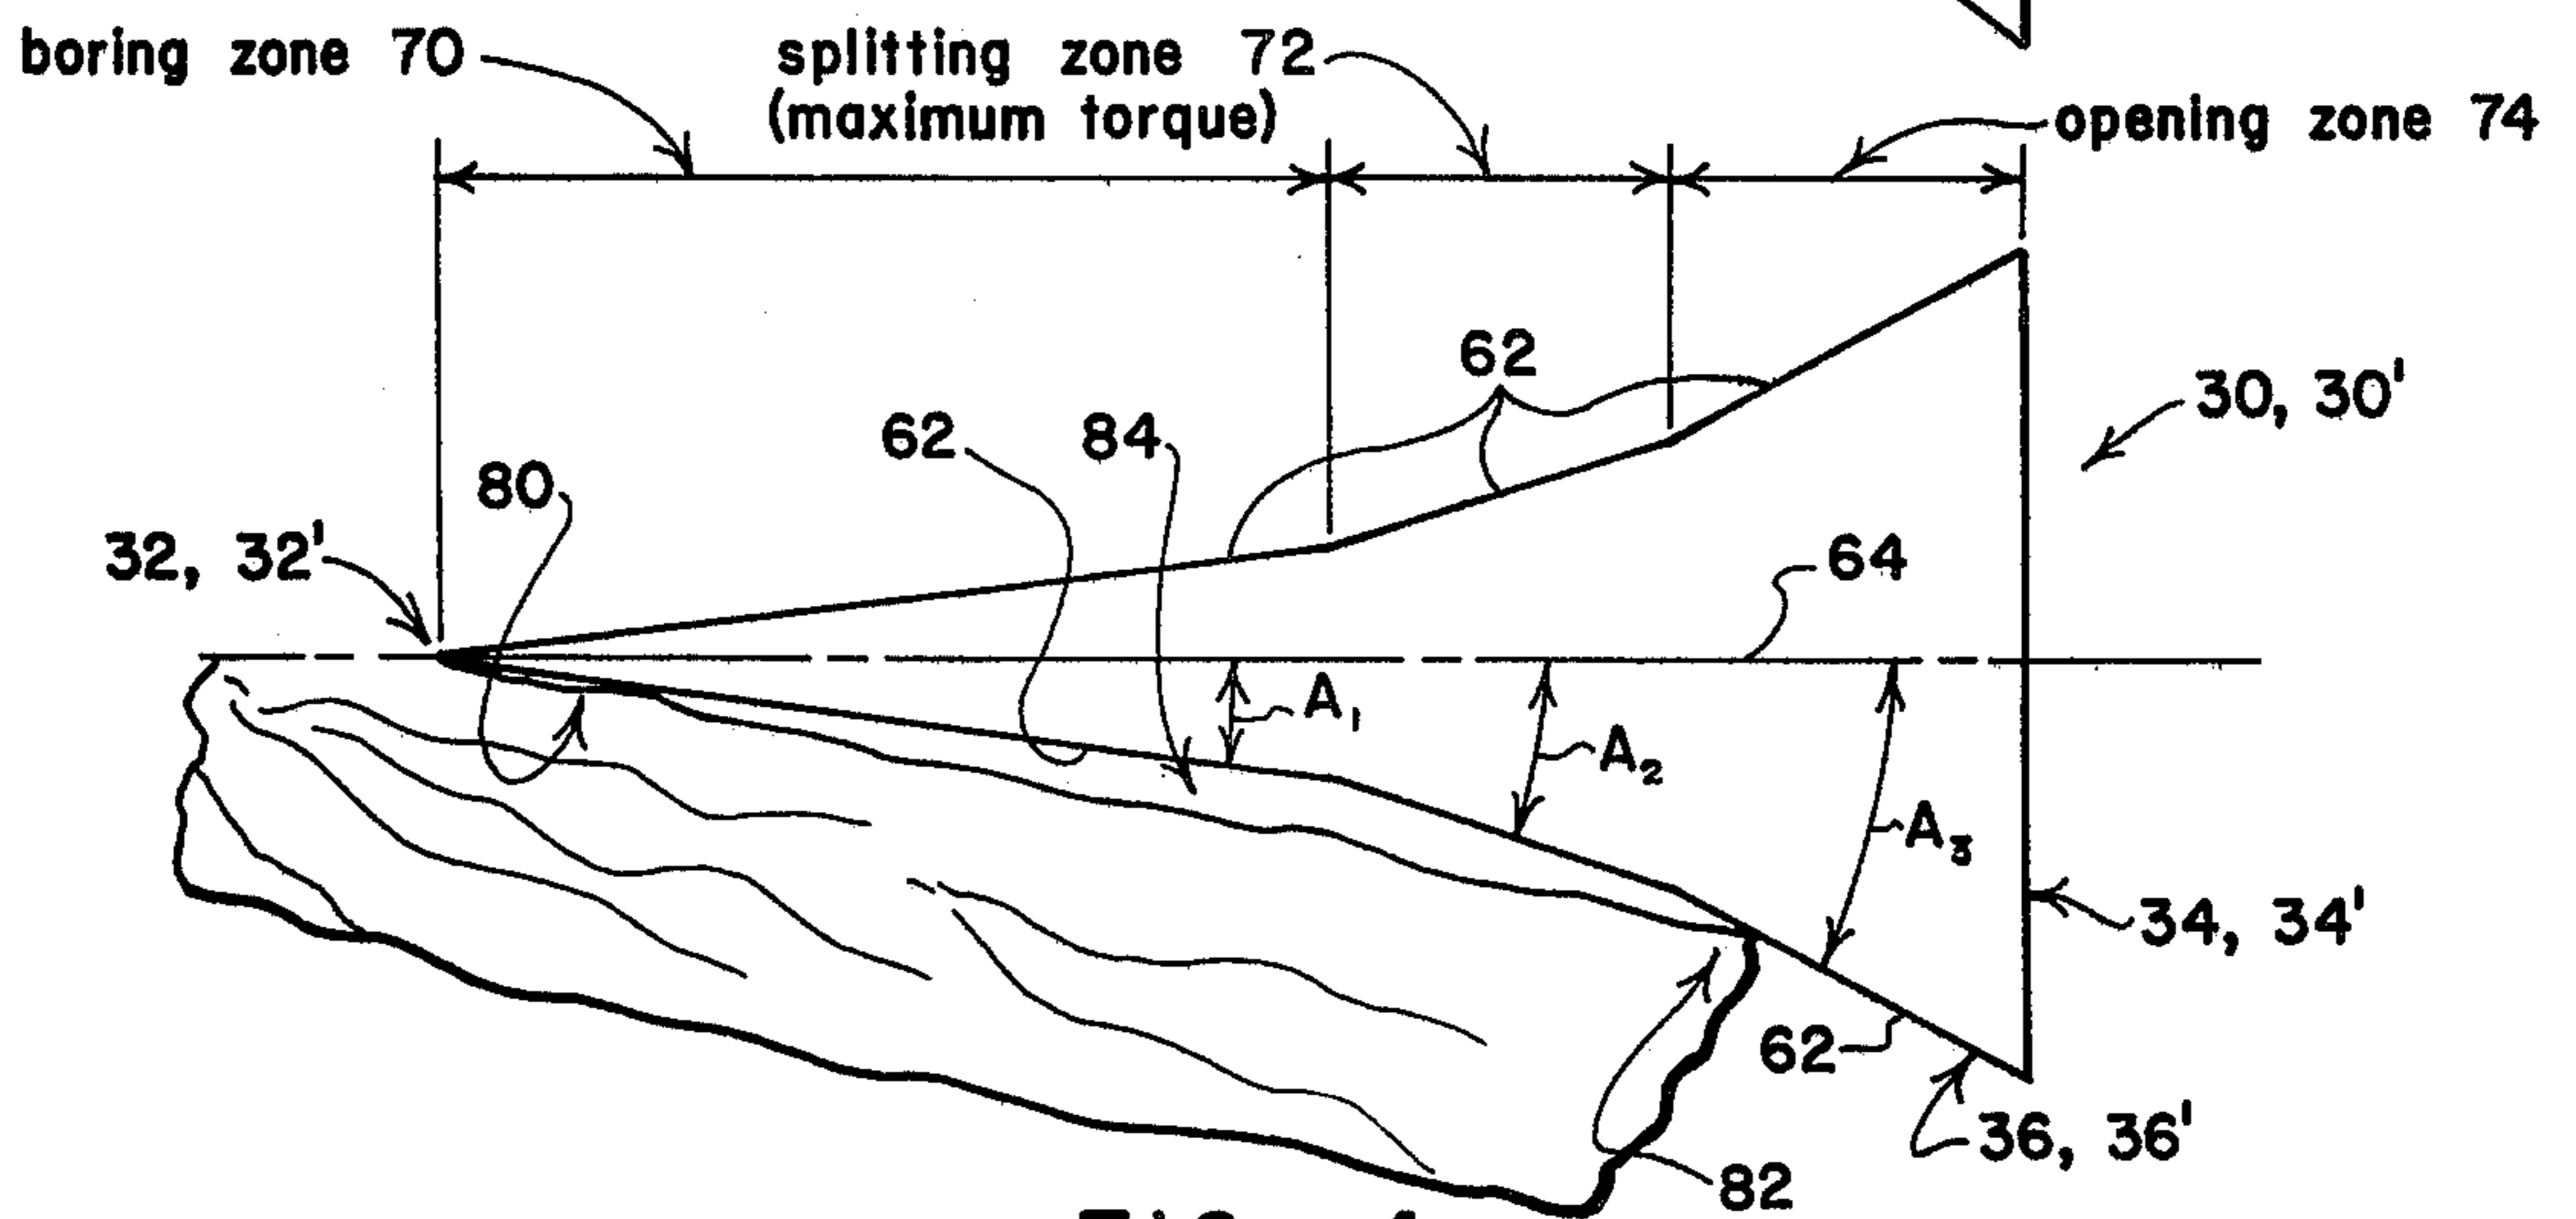 boring zone 70
splitting zone 72
(maximum torque)
opening zone 74
62
30, 30'
62
84
80
32, 32'
64
A₁
A₂
A₃
34, 34'
62
36, 36'
82